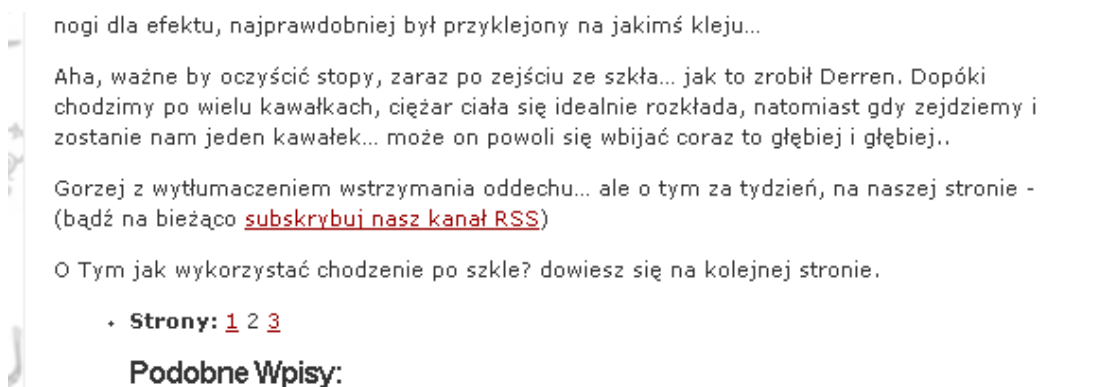 nogi dla efektu, najprawdobniej był przyklejony na jakimś kleju...
Aha, ważne by oczyścić stopy, zaraz po zejściu ze szkła... jak to zrobił Derren. Dopóki
chodzimy po wielu kawałkach, ciężar ciała się idealnie rozkłada, natomiast gdy zejdziemy i
zostanie nam jeden kawałek... może on powoli się wbijać coraz to głębiej i głębiej..
Gorzej z wytłumaczeniem wstrzymania oddechu... ale o tym za tydzień, na naszej stronie -
(bądź na bieżąco subskrybuj nasz kanał RSS)
O Tym jak wykorzystać chodzenie po szkle? dowiesz się na kolejnej stronie.
• Strony: 1 2 3
Podobne Wpisy: